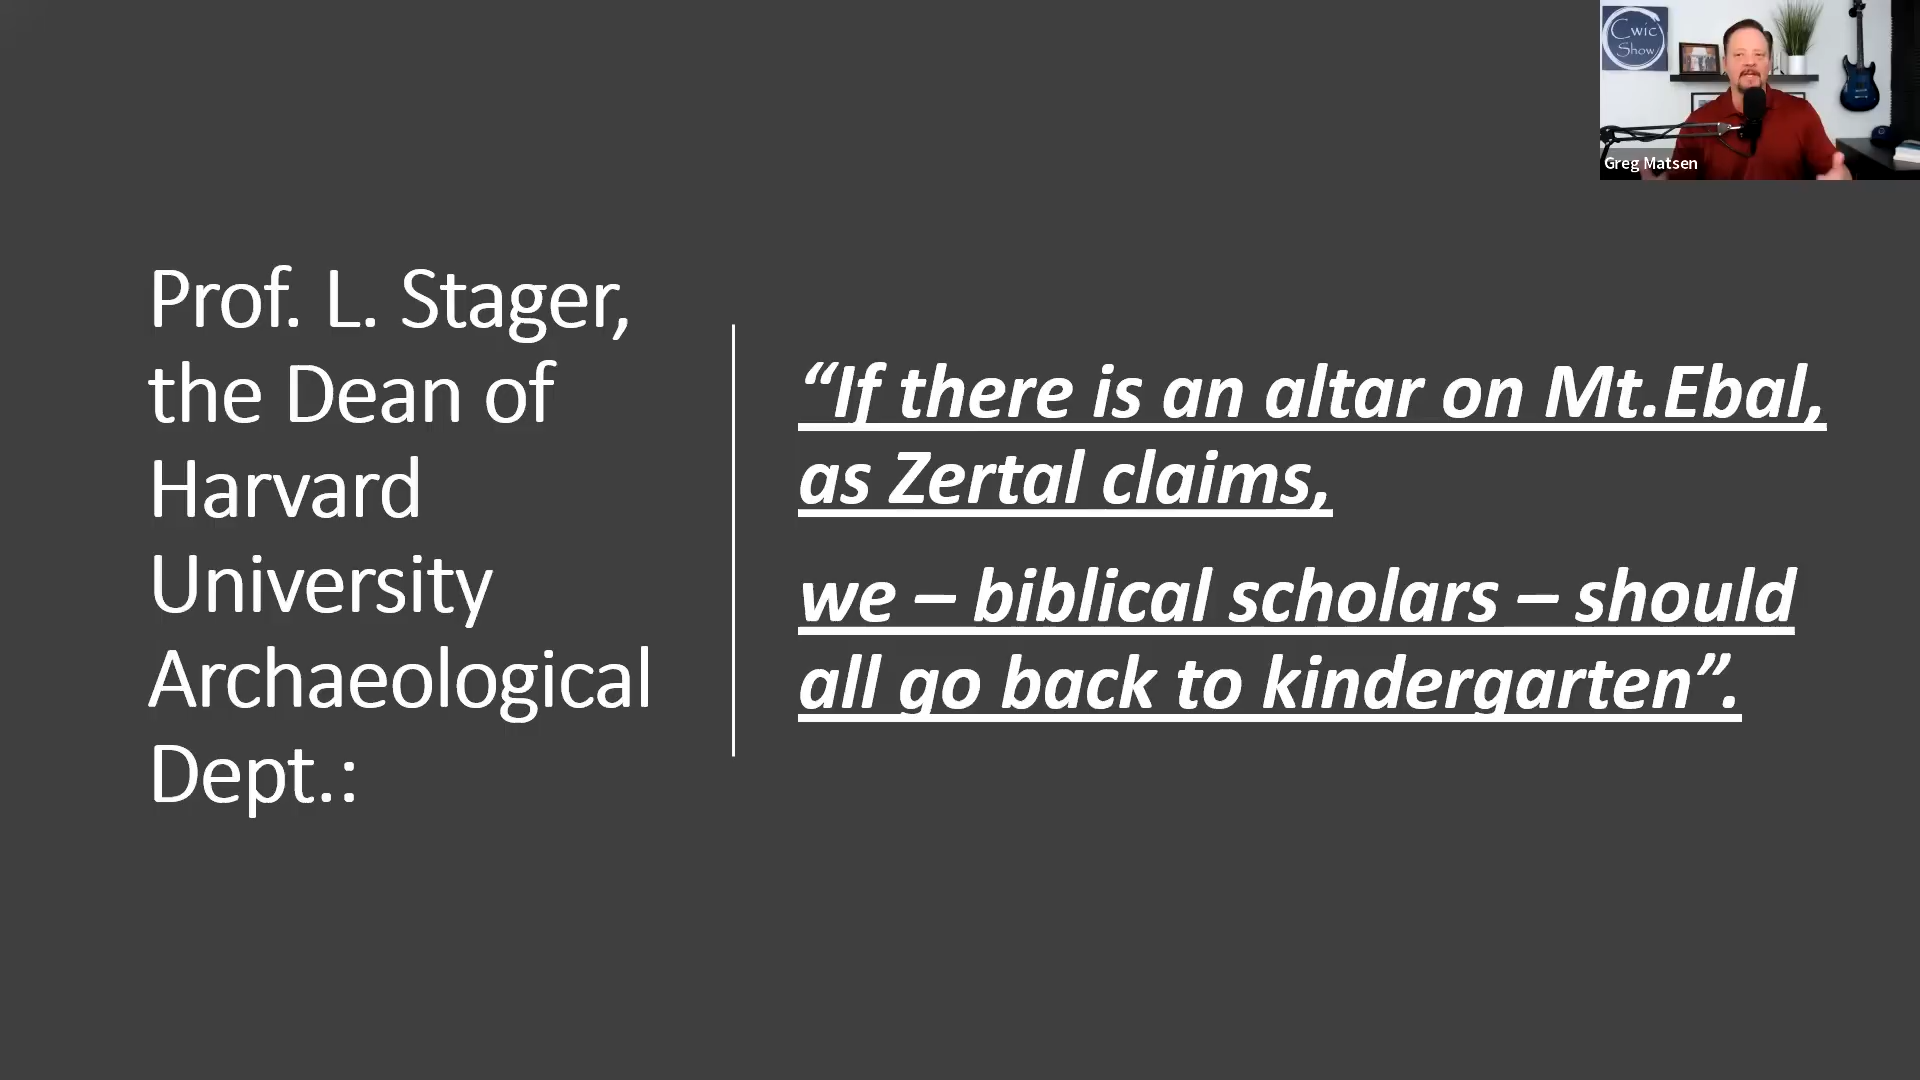 Cwic
Show
Greg Matsen
Prof. L. Stager,
the Dean of
Harvard
University
Archaeological
Dept.:
“If there is an altar on Mt.Ebal,
as Zertal claims,
we – biblical scholars – should
all go back to kindergarten”.